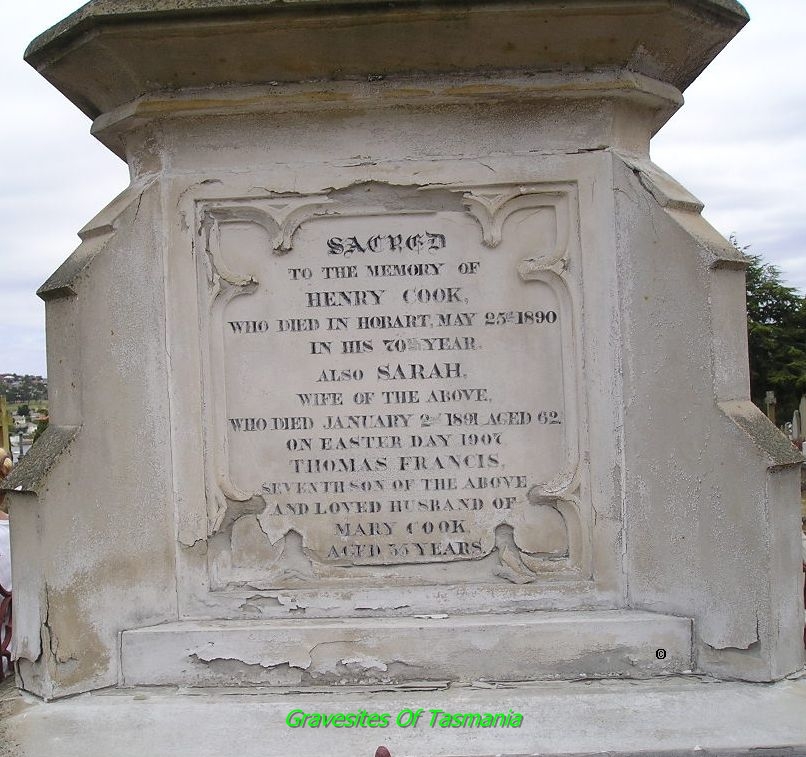 SACRED
TO THE MEMORY OF
HENRY COOK,
WHO DIED IN HOBART, MAY 25TH 1890
IN HIS 70TH YEAR.
ALSO SARAH,
WIFE OF THE ABOVE,
WHO DIED JANUARY 2ND 1891, AGED 62.
ON EASTER DAY 1907
THOMAS FRANCIS,
SEVENTH SON OF THE ABOVE
AND LOVED HUSBAND OF
MARY COOK,
AGED YEARS.
©
Gravesites Of Tasmania